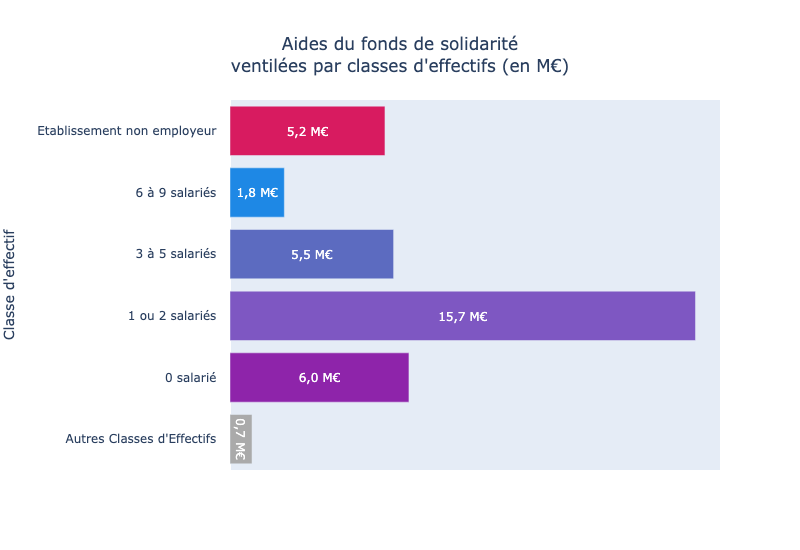 Aides du fonds de solidarité
ventilées par classes d'effectifs (en M€)
Classe d'effectif
Etablissement non employeur
5,2 M€
6 à 9 salariés
1,8 M€
3 à 5 salariés
5,5 M€
1 ou 2 salariés
15,7 M€
0 salarié
6,0 M€
Autres Classes d'Effectifs
0,7 M€